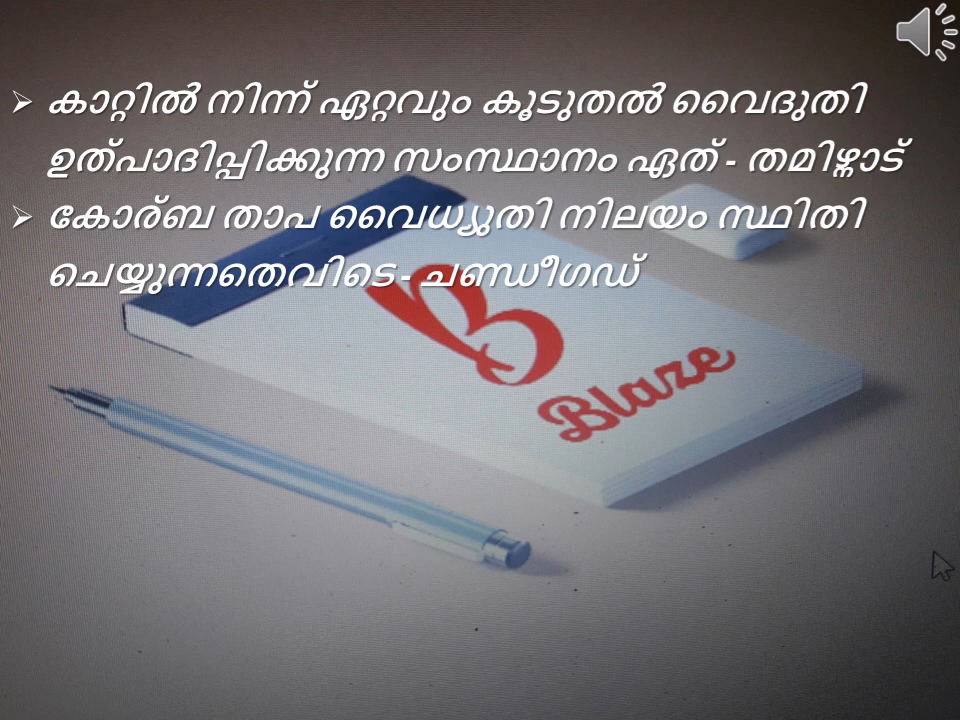 ➢ കാറ്റിൽ നിന്ന് ഏറ്റവും കൂടുതൽ വൈദുതി
ഉത്പാദിപ്പിക്കുന്ന സംസ്ഥാനം ഏത് - തമിഴ്നാട്
➢ കോര്ബ താപ വൈധ്യുതി നിലയം സ്ഥിതി
ചെയ്യുന്നതെവിടെ - ചണ്ഡീഗഡ്
B
Blaze